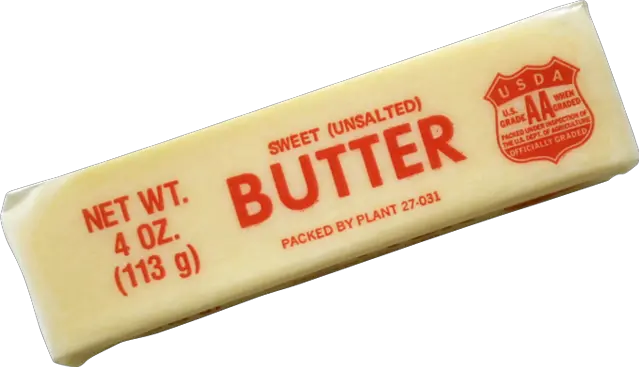 NET WT.
4 OZ.
(113 g)
SWEET (UNSALTED)
BUTTER
PACKED BY PLANT 27-031
USDA
U.S. GRADE AA WHEN GRADED
PACKED UNDER INSPECTION OF
THE U.S. DEPT. OF AGRICULTURE
OFFICIALLY GRADED